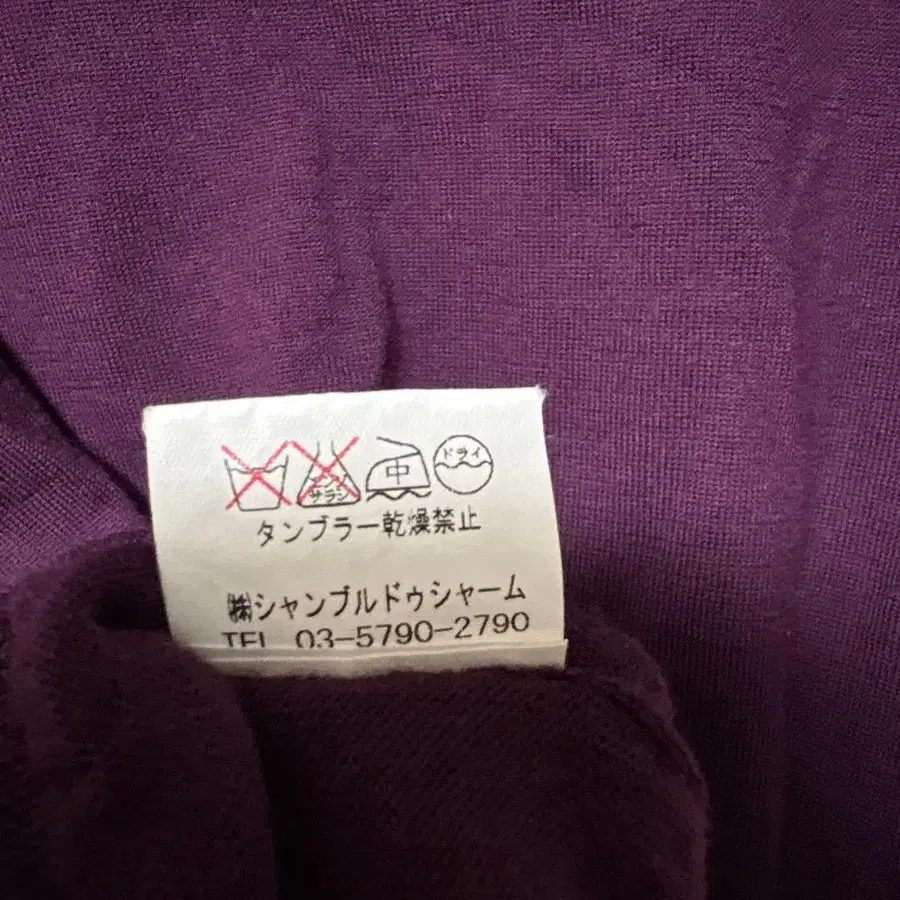 エンソ サラシ 中 ドライ
タンブラー乾燥禁止
㈱シャンブルドゥシャーム
TEL 03-5790-2790